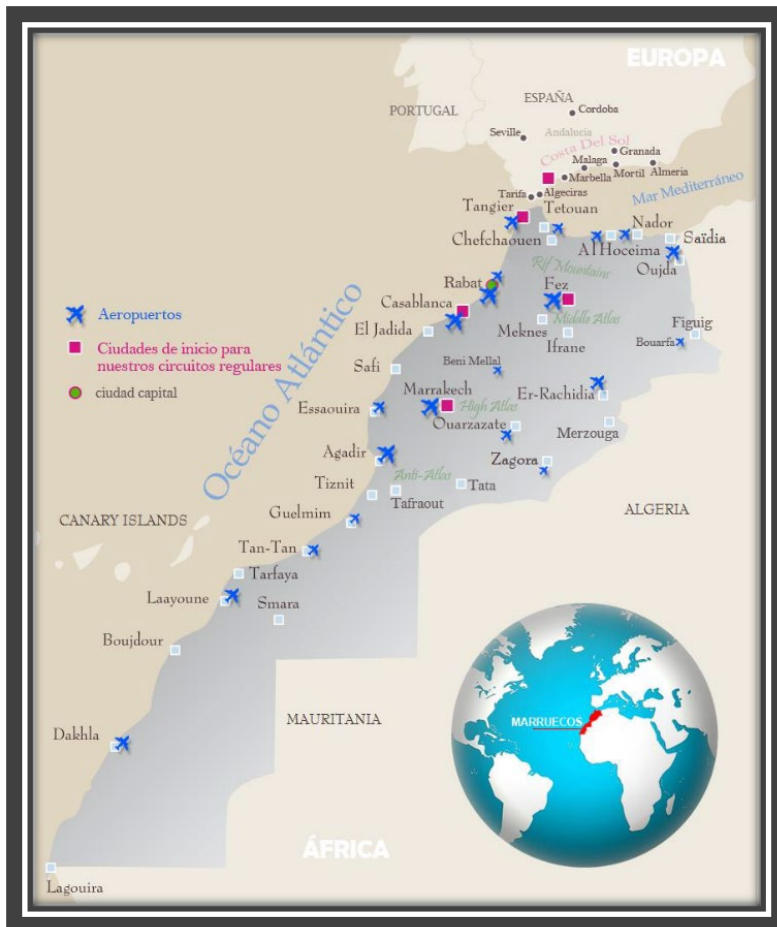 EUROPA
ESPAÑA
PORTUGAL
Cordoba
Seville
Andalucia
Costa Del Sol
Granada
Malaga
Marbella
Mortil
Almeria
Tarifa
Algeciras
Mar Mediterráneo
Tangier
Tetouan
Chefchaouen
Al Hoceima
Nador
Saïdia
Oujda
Rif Mountains
Rabat
Fez
Casablanca
Middle Atlas
El Jadida
Meknes
Ifrane
Figuig
Bouarfa
Océano Atlántico
Aeropuertos
Ciudades de inicio para
nuestros circuitos regulares
ciudad capital
Safi
Beni Mellal
Marrakech
High Atlas
Er-Rachidia
Essaouira
Ouarzazate
Merzouga
Agadir
Zagora
Anti-Atlas
Tiznit
Tafraout
Tata
Guelmim
CANARY ISLANDS
ALGERIA
Tan-Tan
Tarfaya
Laayoune
Smara
Boujdour
MAURITANIA
MARRUECOS
Dakhla
ÁFRICA
Lagouira